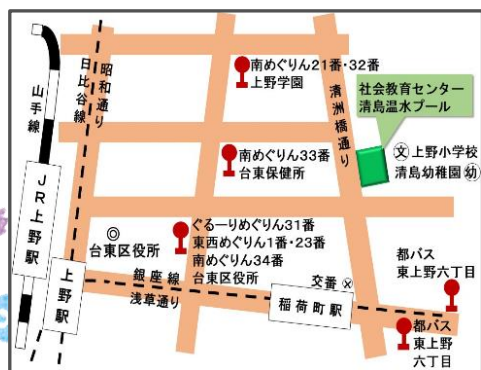 南めぐりん21番・32番
上野学園
社会教育センター
清島温水プール
山手線
日比谷線
昭和通り
清洲橋通り
南めぐりん33番
台東保健所
文 上野小学校
清島幼稚園 幼
JR上野駅
上野駅
台東区役所
ぐるーりめぐりん31番
東西めぐりん1番・23番
南めぐりん34番
台東区役所
都バス
東上野六丁目
銀座線
浅草通り
交番
稲荷町駅
都バス
東上野
六丁目